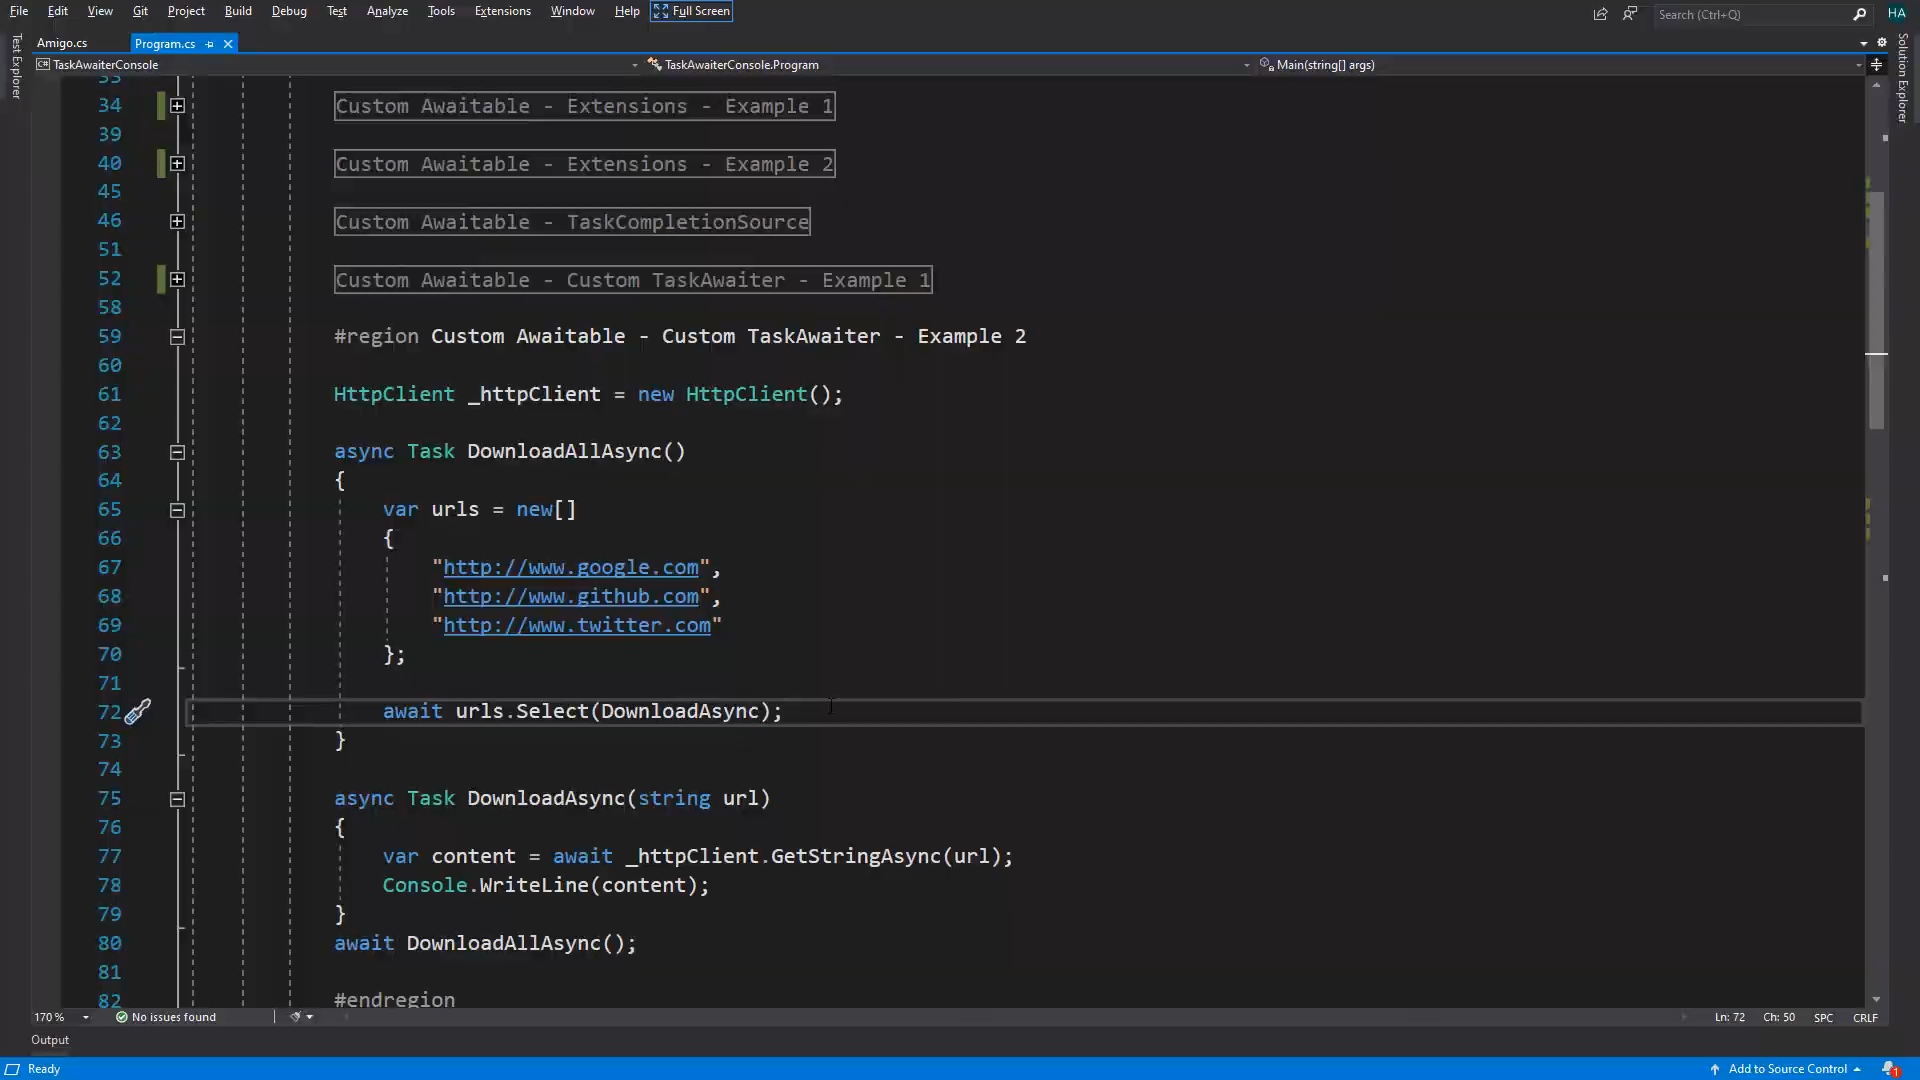 File Edit View Git Project Build Debug Test Analyze Tools Extensions Window Help Full Screen Search (Ctrl+Q) HA
Amigo.cs Program.cs
Test Explorer
Solution Explorer
TaskAwaiterConsole TaskAwaiterConsole.Program Main(string[] args)
33
34 Custom Awaitable - Extensions - Example 1
39
40 Custom Awaitable - Extensions - Example 2
45
46 Custom Awaitable - TaskCompletionSource
51
52 Custom Awaitable - Custom TaskAwaiter - Example 1
58
59 #region Custom Awaitable - Custom TaskAwaiter - Example 2
60
61 HttpClient _httpClient = new HttpClient();
62
63 async Task DownloadAllAsync()
64 {
65 var urls = new[]
66 {
67 "http://www.google.com",
68 "http://www.github.com",
69 "http://www.twitter.com"
70 };
71
72 await urls.Select(DownloadAsync);
73 }
74
75 async Task DownloadAsync(string url)
76 {
77 var content = await _httpClient.GetStringAsync(url);
78 Console.WriteLine(content);
79 }
80 await DownloadAllAsync();
81
82 #endregion
170 % No issues found Ln: 72 Ch: 50 SPC CRLF
Output
Ready Add to Source Control 1